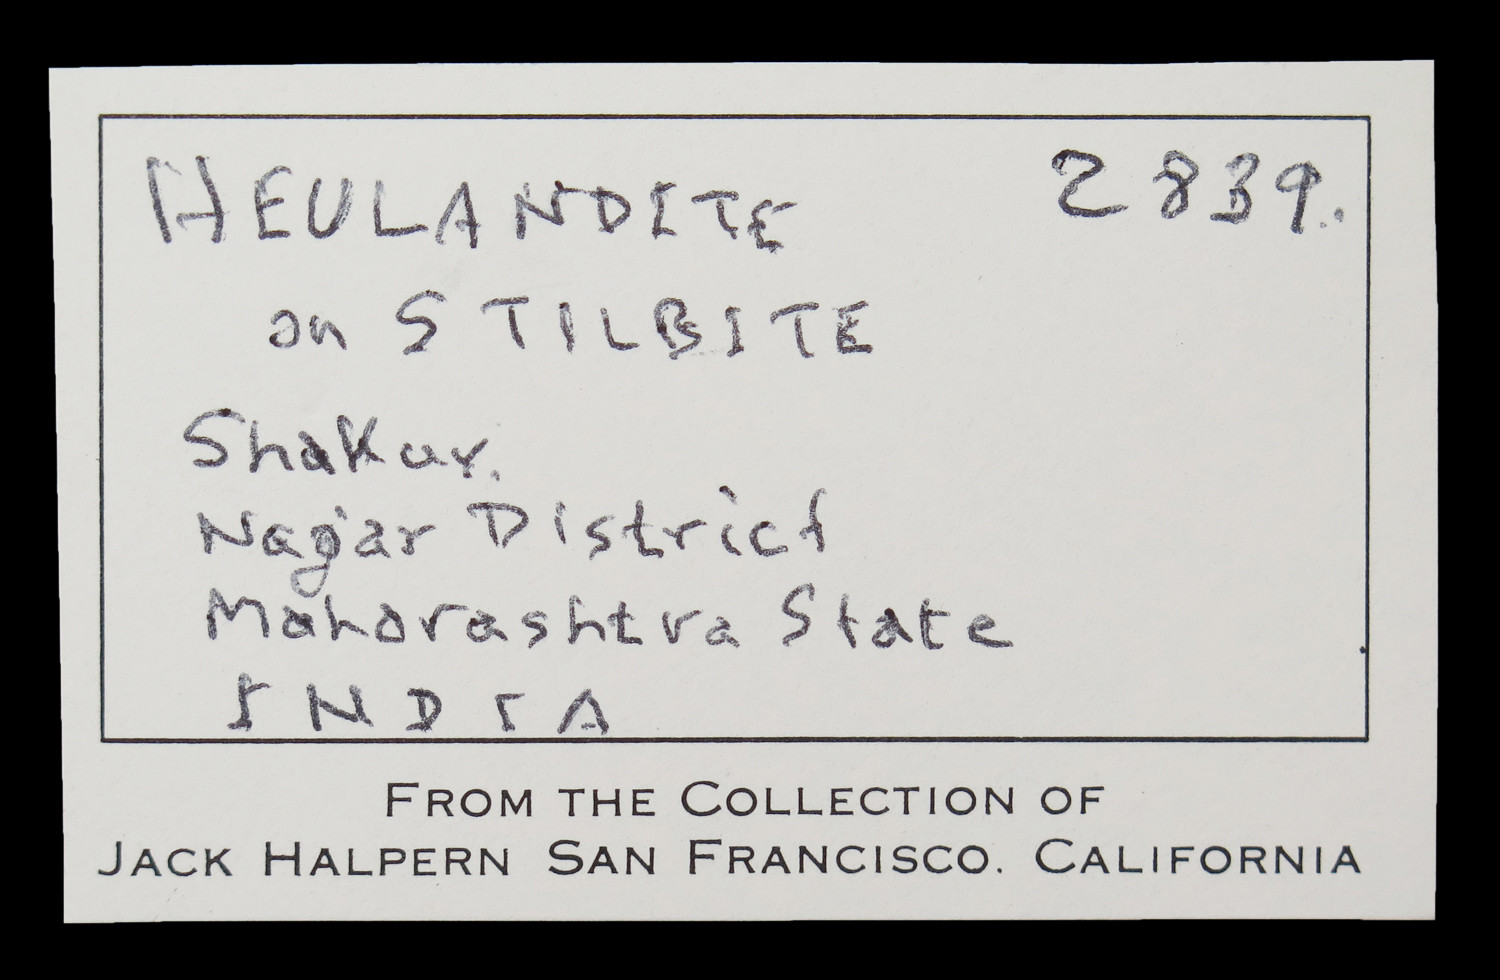 HEULANDITE 2839.
on STILBITE
Shakur.
Nagar District
Maharashtra State
INDIA
FROM THE COLLECTION OF
JACK HALPERN SAN FRANCISCO. CALIFORNIA